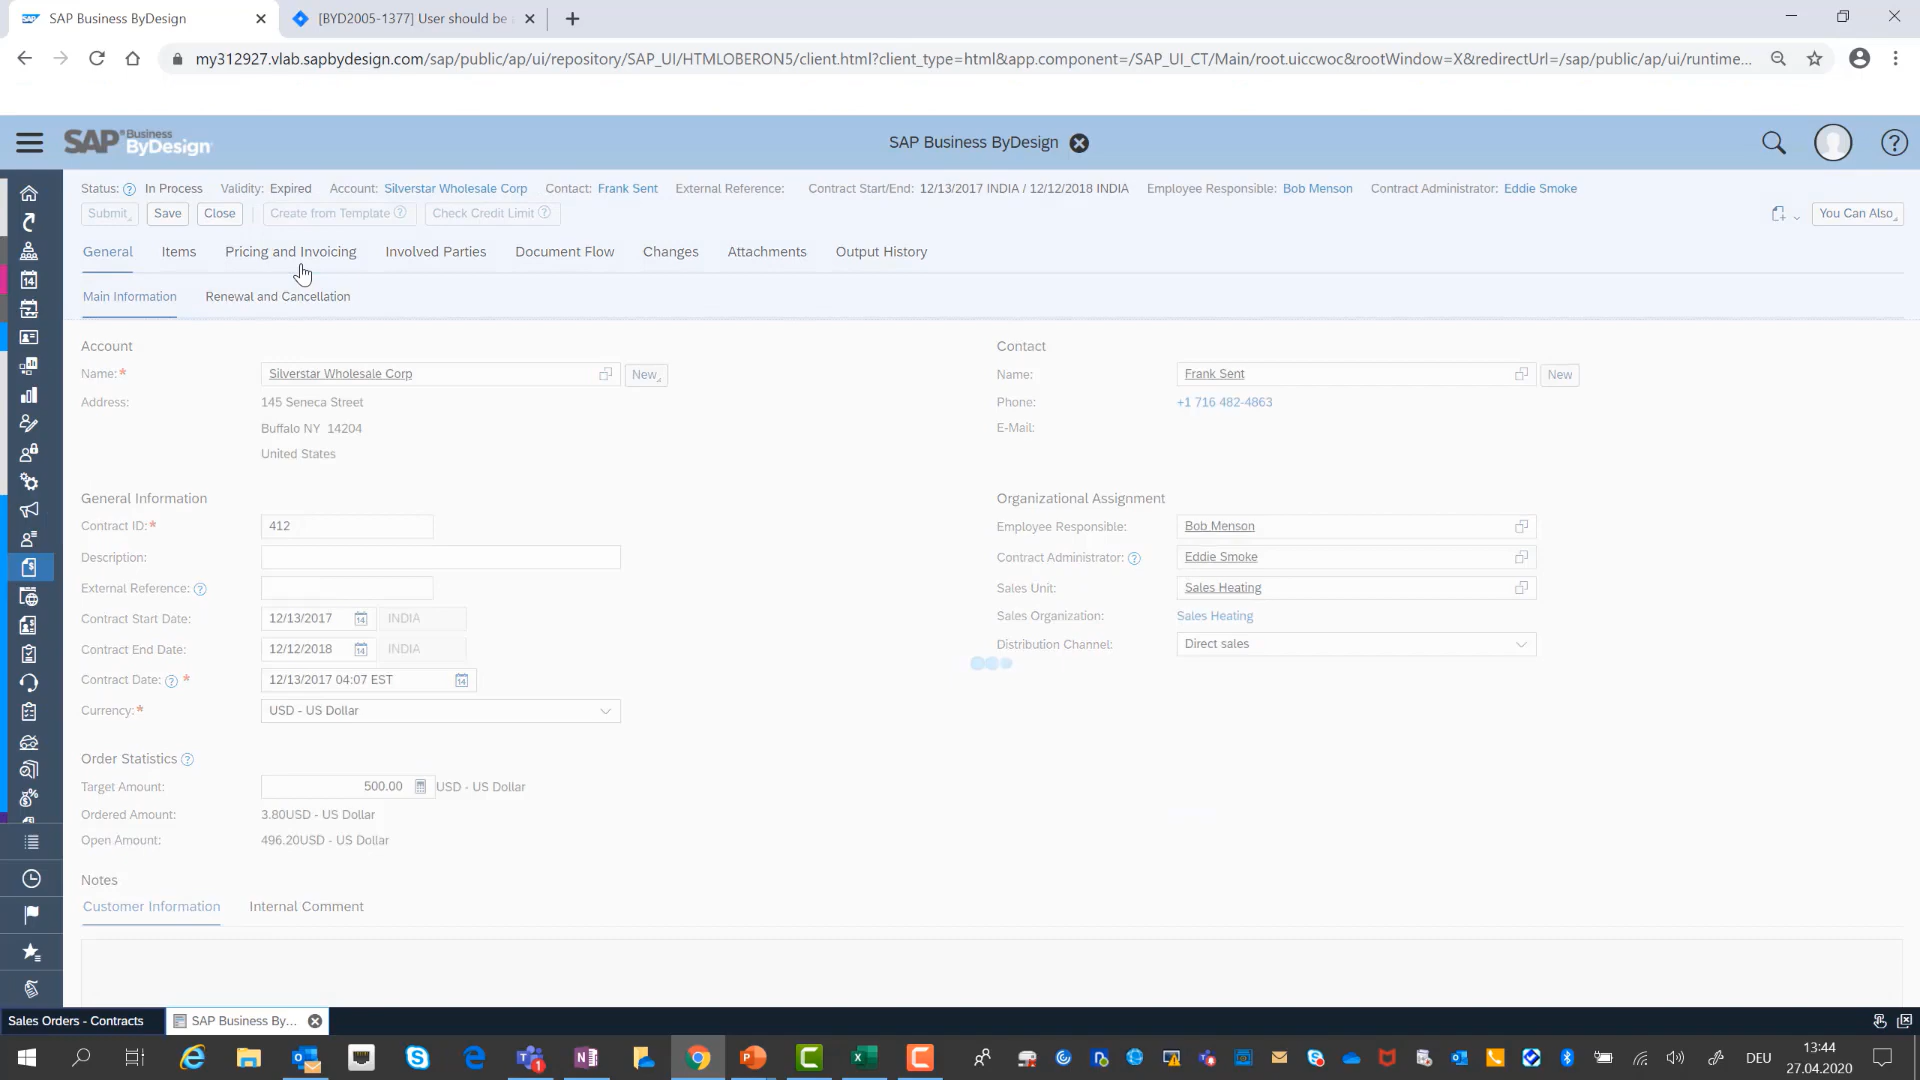 SAP Business ByDesign
[BYD2005-1377] User should be
my312927.vlab.sapbydesign.com/sap/public/ap/ui/repository/SAP_UI/HTMLOBERON5/client.html?client_type=html&app.component=/SAP_UI_CT/Main/root.uiccwoc&rootWindow=X&redirectUrl=/sap/public/ap/ui/runtime...
SAP Business ByDesign
SAP Business ByDesign
Status: In Process Validity: Expired Account: Silverstar Wholesale Corp Contact: Frank Sent External Reference: Contract Start/End: 12/13/2017 INDIA / 12/12/2018 INDIA Employee Responsible: Bob Menson Contract Administrator: Eddie Smoke
Submit Save Close Create from Template Check Credit Limit You Can Also
General Items Pricing and Invoicing Involved Parties Document Flow Changes Attachments Output History
Main Information Renewal and Cancellation
Account
Name:* Silverstar Wholesale Corp New
Address: 145 Seneca Street
Buffalo NY 14204
United States
Contact
Name: Frank Sent New
Phone: +1 716 482-4863
E-Mail:
General Information
Contract ID:* 412
Description:
External Reference:
Contract Start Date: 12/13/2017 14 INDIA
Contract End Date: 12/12/2018 14 INDIA
Contract Date: * 12/13/2017 04:07 EST 14
Currency:* USD - US Dollar
Organizational Assignment
Employee Responsible: Bob Menson
Contract Administrator: Eddie Smoke
Sales Unit: Sales Heating
Sales Organization: Sales Heating
Distribution Channel: Direct sales
Order Statistics
Target Amount: 500.00 USD - US Dollar
Ordered Amount: 3.80USD - US Dollar
Open Amount: 496.20USD - US Dollar
Notes
Customer Information Internal Comment
14
Sales Orders - Contracts SAP Business By...
DEU
13:44
27.04.2020